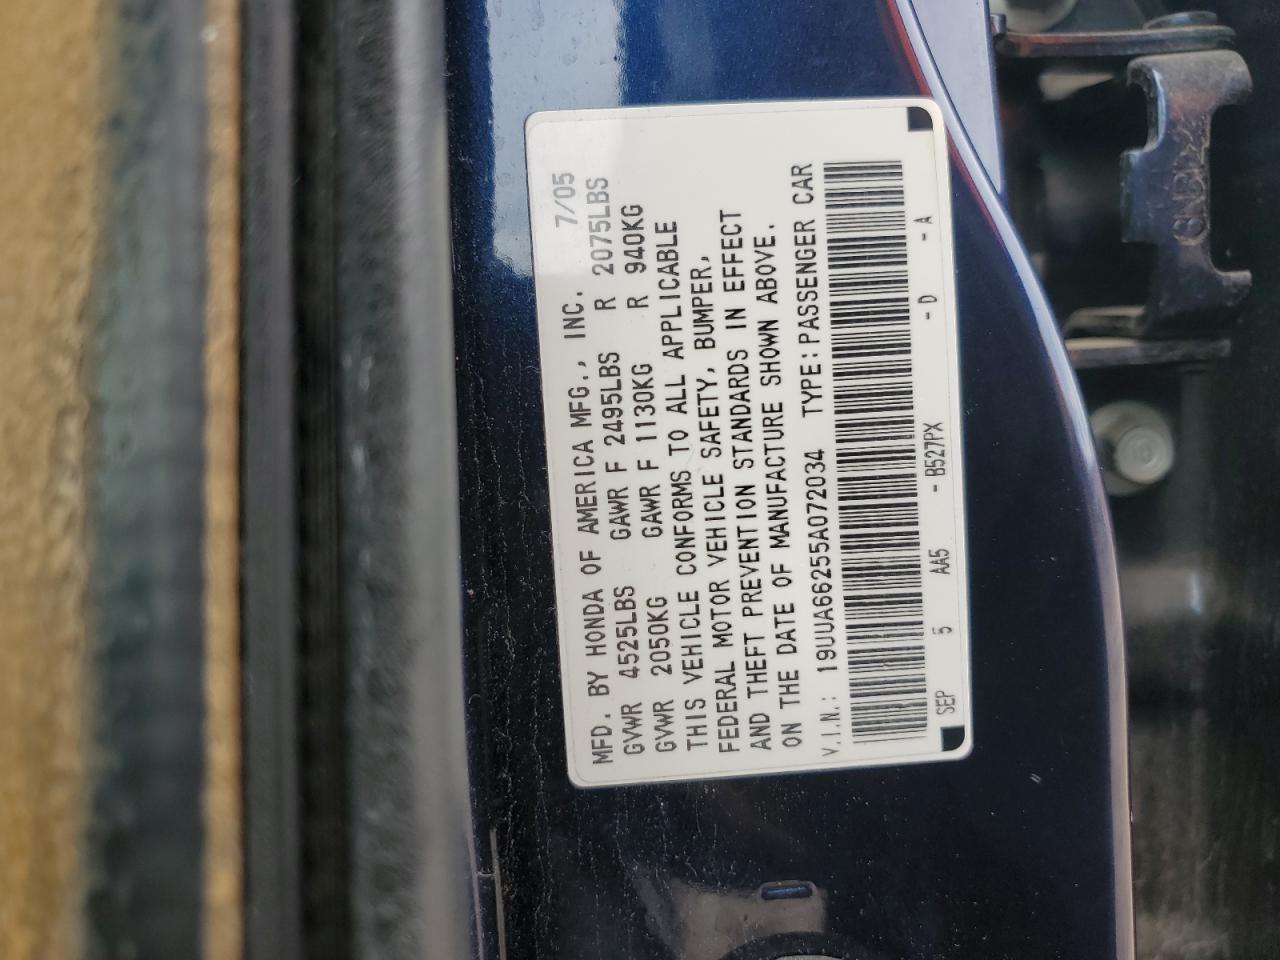 MFD. BY HONDA OF AMERICA MFG., INC. 7/05
GVWR 4525LBS GAWR F 2495LBS R 2075LBS
GVWR 2050KG GAWR F 1130KG R 940KG
THIS VEHICLE CONFORMS TO ALL APPLICABLE
FEDERAL MOTOR VEHICLE SAFETY, BUMPER,
AND THEFT PREVENTION STANDARDS IN EFFECT
ON THE DATE OF MANUFACTURE SHOWN ABOVE.
V.I.N.: 19UUA66255A072034 TYPE:PASSENGER CAR
SEP 5 AA5 - B527PX - D - A